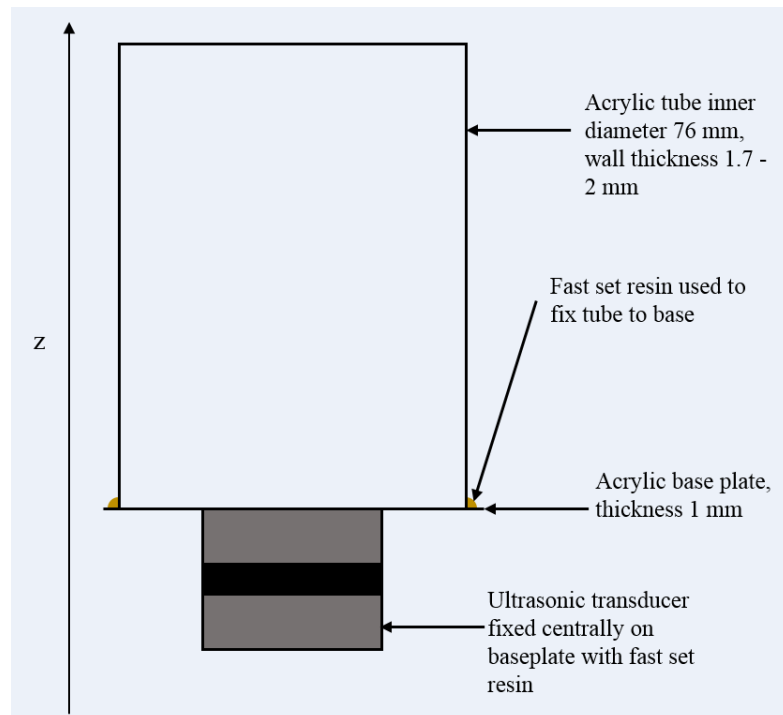 Acrylic tube inner
diameter 76 mm,
wall thickness 1.7 -
2 mm
Fast set resin used to
fix tube to base
z
Acrylic base plate,
thickness 1 mm
Ultrasonic transducer
fixed centrally on
baseplate with fast set
resin